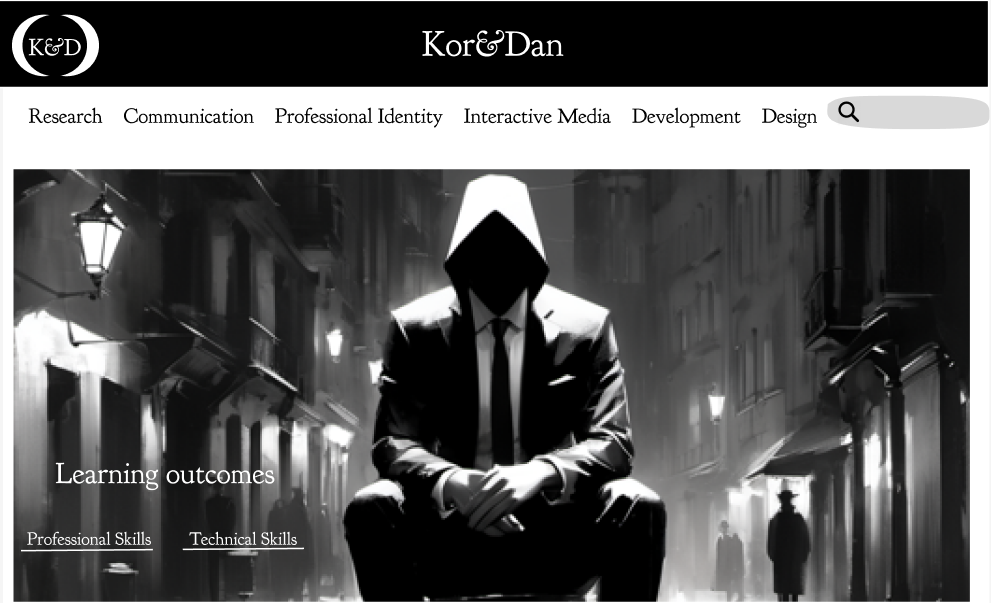 K&D
Kor&Dan
Research Communication Professional Identity Interactive Media Development Design
Learning outcomes
Professional Skills Technical Skills